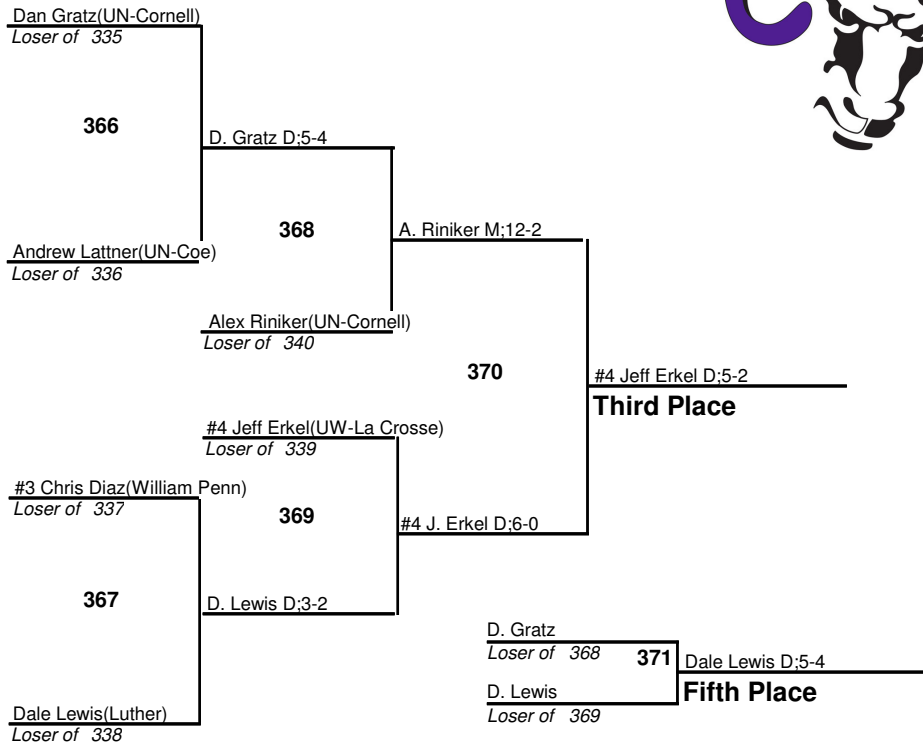 Dan Gratz(UN-Cornell)
Loser of 335
366
D. Gratz D;5-4
Andrew Lattner(UN-Coe)
Loser of 336
368
A. Riniker M;12-2
Alex Riniker(UN-Cornell)
Loser of 340
370
#4 Jeff Erkel D;5-2
Third Place
#4 Jeff Erkel(UW-La Crosse)
Loser of 339
#3 Chris Diaz(William Penn)
Loser of 337
369
#4 J. Erkel D;6-0
367
D. Lewis D;3-2
Dale Lewis(Luther)
Loser of 338
D. Gratz
Loser of 368
371
Dale Lewis D;5-4
Fifth Place
D. Lewis
Loser of 369